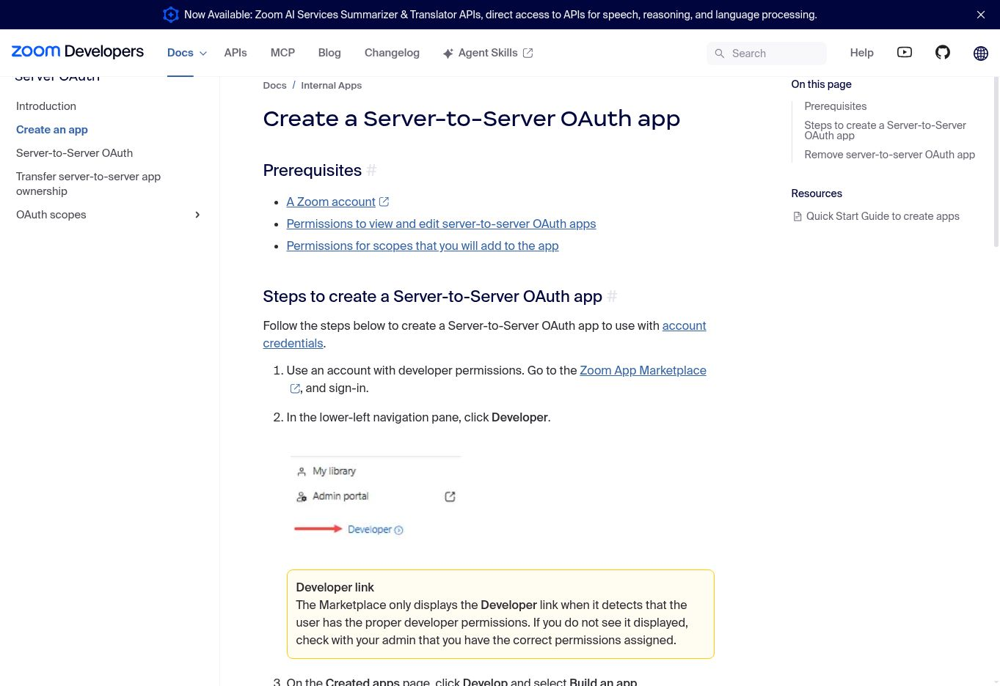 Now Available: Zoom AI Services Summarizer & Translator APIs, direct access to APIs for speech, reasoning, and language processing.
zoom Developers
Docs
APIs
MCP
Blog
Changelog
Agent Skills
Search
Help
Server OAuth
Introduction
Create an app
Server-to-Server OAuth
Transfer server-to-server app
ownership
OAuth scopes
Docs / Internal Apps
Create a Server-to-Server OAuth app
Prerequisites #
• A Zoom account
• Permissions to view and edit server-to-server OAuth apps
• Permissions for scopes that you will add to the app
Steps to create a Server-to-Server OAuth app #
Follow the steps below to create a Server-to-Server OAuth app to use with account
credentials.
1. Use an account with developer permissions. Go to the Zoom App Marketplace
, and sign-in.
2. In the lower-left navigation pane, click Developer.
My library
Admin portal
Developer
Developer link
The Marketplace only displays the Developer link when it detects that the
user has the proper developer permissions. If you do not see it displayed,
check with your admin that you have the correct permissions assigned.
3. On the Created apps page, click Develop and select Build an app
On this page
Prerequisites
Steps to create a Server-to-Server
OAuth app
Remove server-to-server OAuth app
Resources
Quick Start Guide to create apps